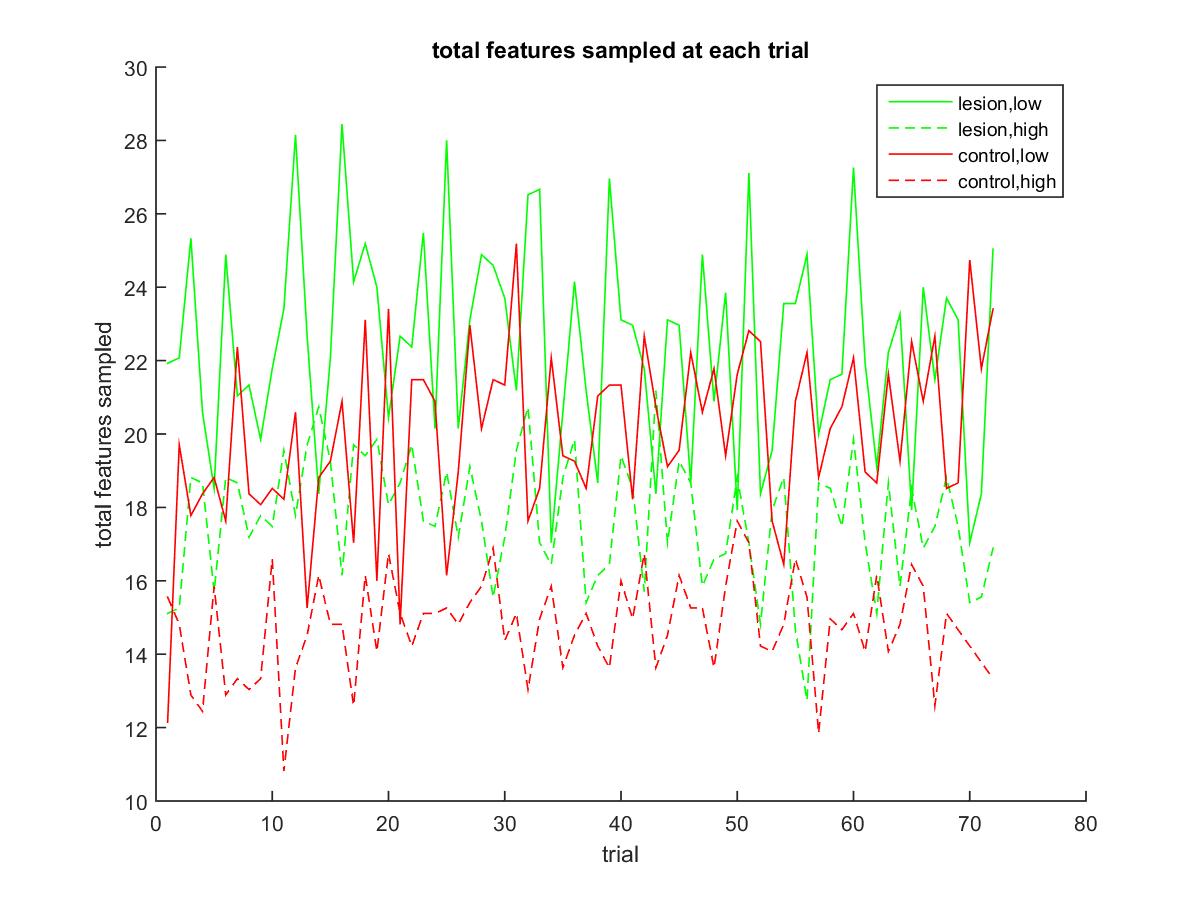 total features sampled at each trial
30
28
26
24
22
20
18
16
14
12
10
total features sampled
lesion,low
lesion,high
control,low
control,high
0 10 20 30 40 50 60 70 80
trial